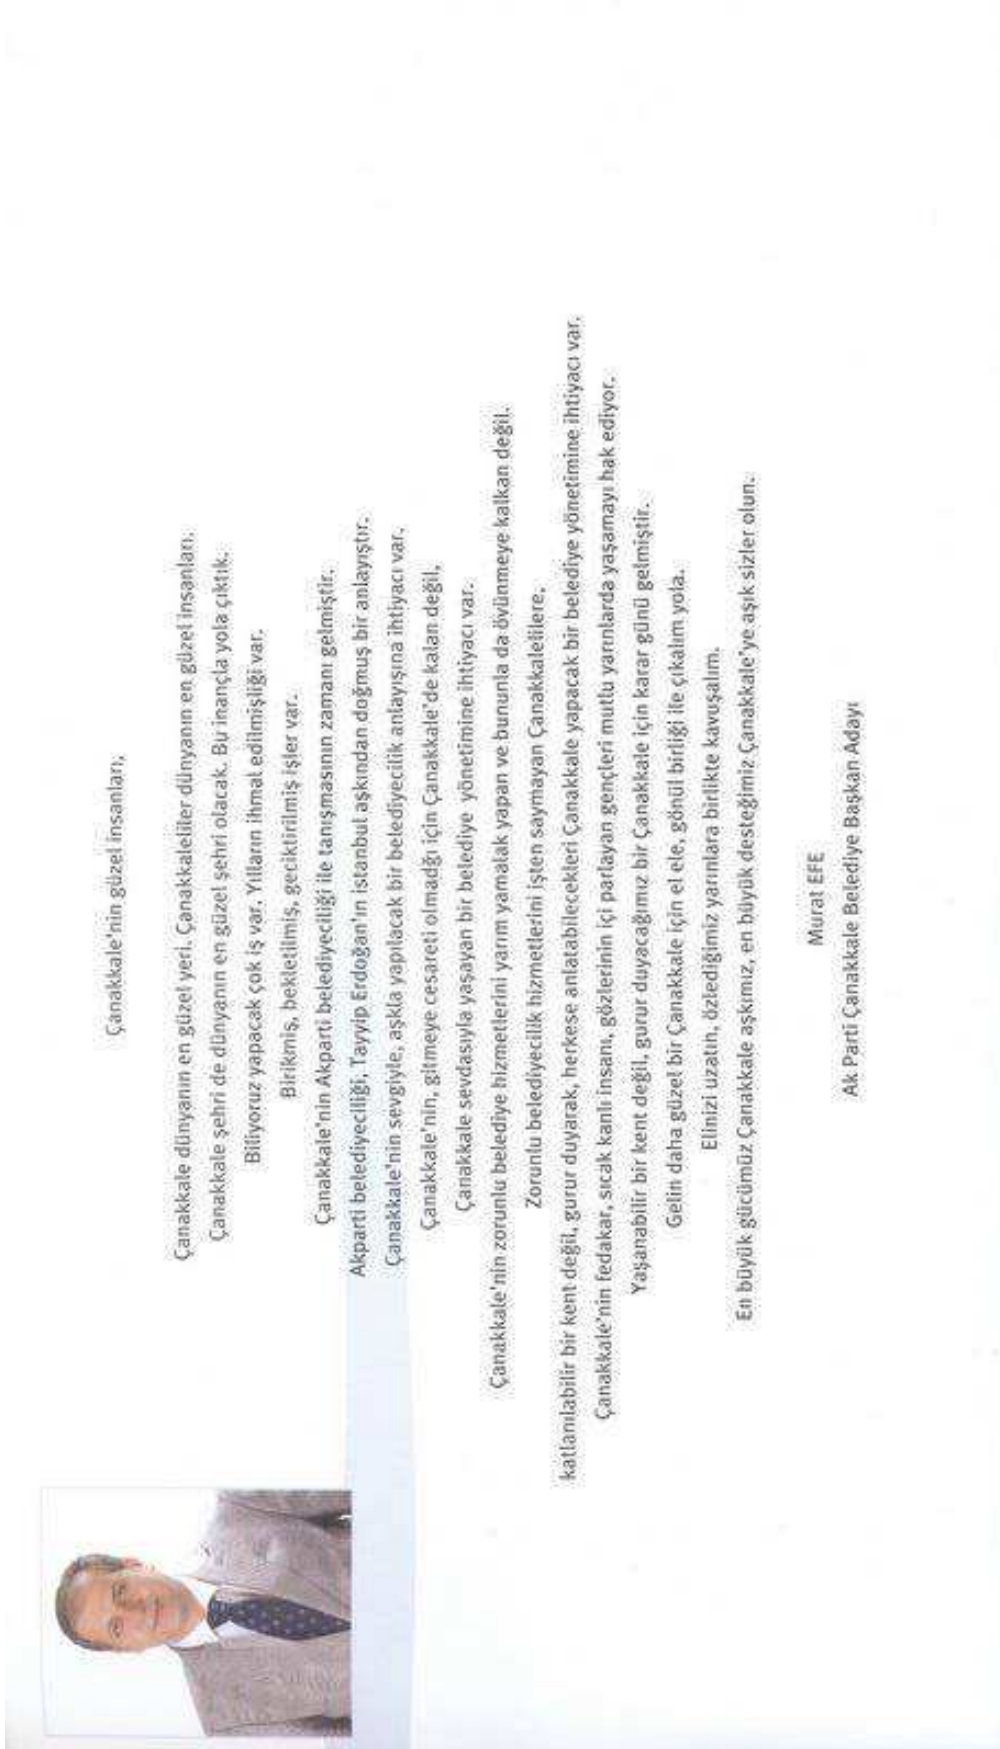 Çanakkale'nin güzel insanları;
Çanakkale dünyanın en güzel yeri. Çanakkaleliler dünyanın en güzel insanları.
Çanakkale şehri de dünyanın en güzel şehri olacak. Bu inançla yola çıktık.
Biliyoruz yapacak çok iş var. Yılların ihmal edilmişliği var.
Birikmiş, bekletilmiş, geciktirilmiş işler var.
Çanakkale'nin Akparti belediyeciliği ile tanışmasının zamanı gelmiştir.
Akparti belediyeciliği, Tayyip Erdoğan'ın istanbul aşkından doğmuş bir anlayıştır.
Çanakkale'nin sevgiyle, aşkla yapılacak bir belediyecilik anlayışına ihtiyacı var.
Çanakkale'nin, gitmeye cesareti olmadğı için Çanakkale'de kalan değil,
Çanakkale sevdasıyla yaşayan bir belediye yönetimine ihtiyacı var.
Çanakkale'nin zorunlu belediye hizmetlerini yarım yamalak yapan ve bununla da övünmeye kalkan değil.
Zorunlu belediyecilik hizmetlerini işten saymayan Çanakkalelilere,
katlanılabilir bir kent değil, gurur duyarak, herkese anlatabilecekleri Çanakkale yapacak bir belediye yönetimine ihtiyacı var.
Çanakkale'nin fedakar, sıcak kanlı insanı, gözlerinin içi parlayan gençleri mutlu yarınlarda yaşamayı hak ediyor.
Yaşanabilir bir kent değil, gurur duyacağımız bir Çanakkale için karar günü gelmiştir.
Gelin daha güzel bir Çanakkale için el ele, gönül birliği ile çıkalım yola.
Elinizi uzatın, özlediğimiz yarınlara birlikte kavuşalım.
En büyük gücümüz Çanakkale aşkımız, en büyük desteğimiz Çanakkale'ye aşık sizler olun.
Murat EFE
Ak Parti Çanakkale Belediye Başkan Adayı